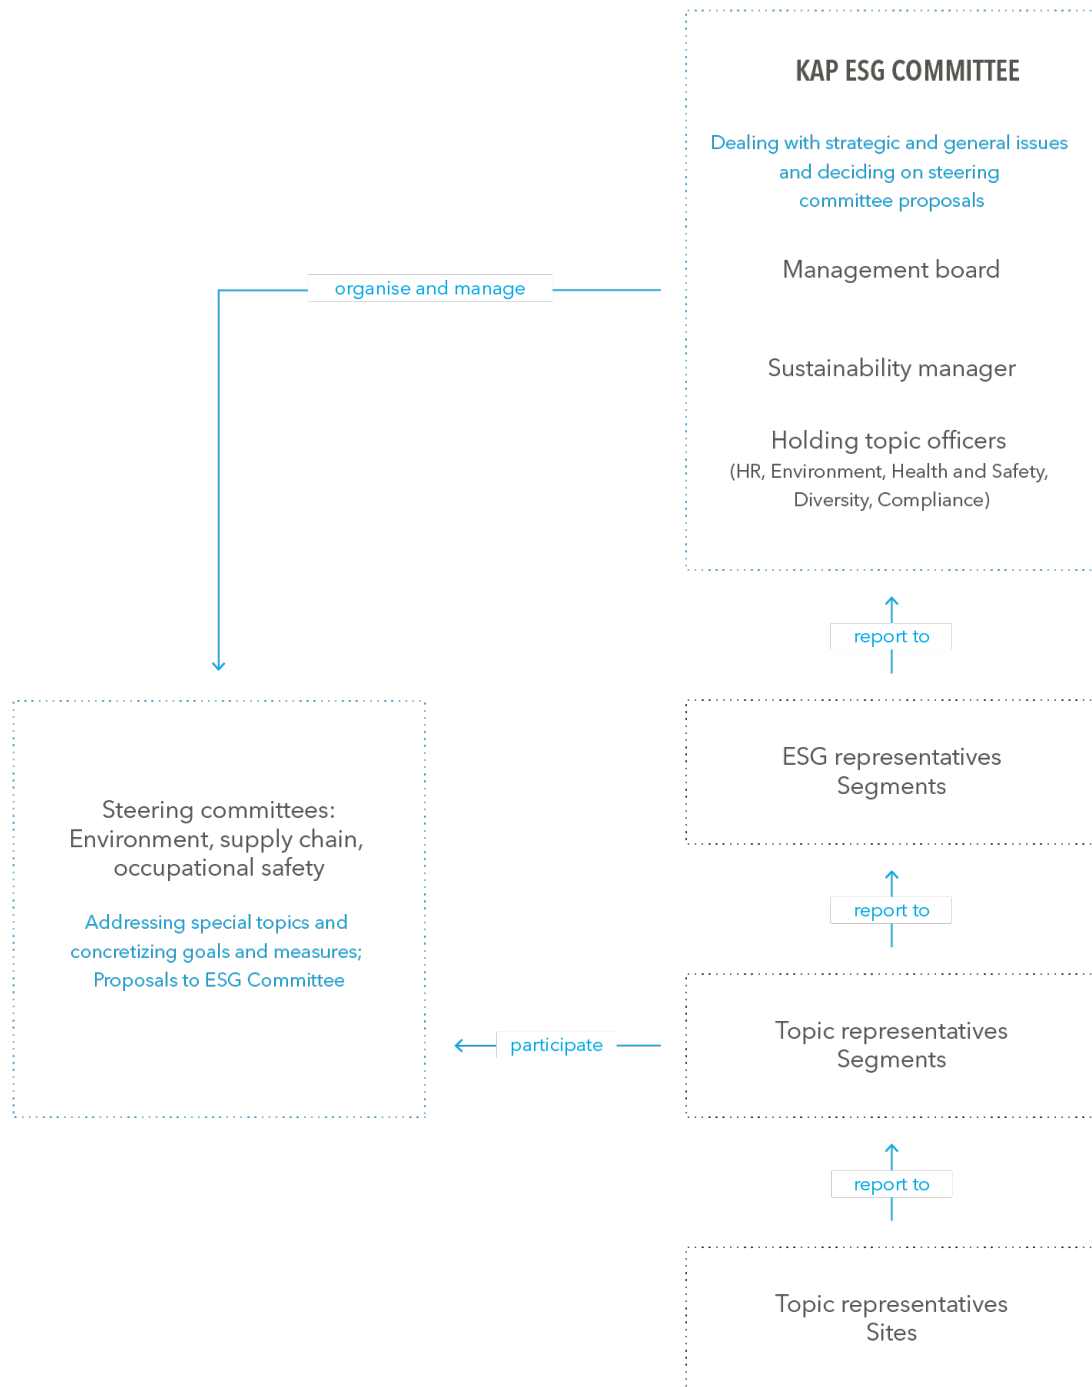 KAP ESG COMMITTEE
Dealing with strategic and general issues
and deciding on steering
committee proposals
Management board
organise and manage
Sustainability manager
Holding topic officers
(HR, Environment, Health and Safety,
Diversity, Compliance)
report to
ESG representatives
Segments
Steering committees:
Environment, supply chain,
occupational safety
Addressing special topics and
concretizing goals and measures;
Proposals to ESG Committee
report to
Topic representatives
Segments
participate
report to
Topic representatives
Sites